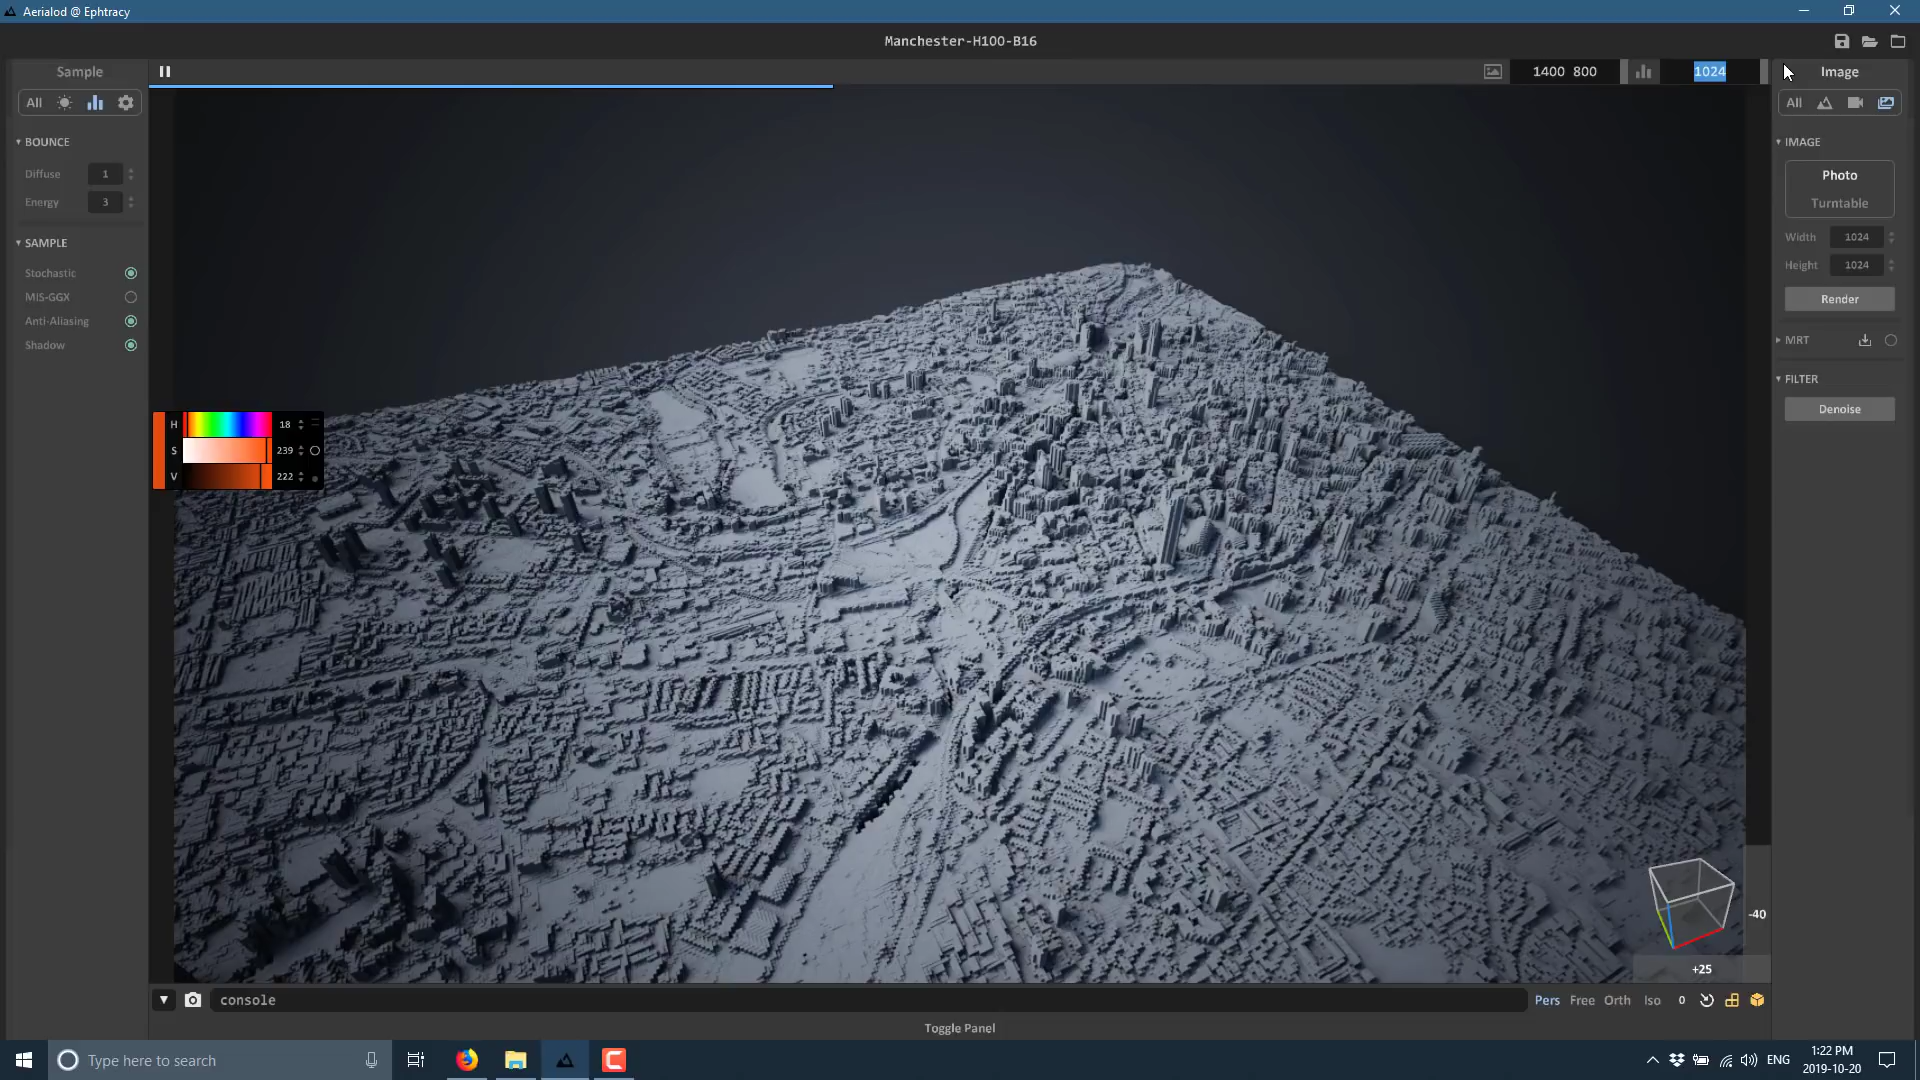 Aerialod @ Ephtracy
Manchester-H100-B16
Sample
1400 800
1024
Image
All
All
BOUNCE
Diffuse 1
Energy 3
SAMPLE
Stochastic
MIS-GGX
Anti-Aliasing
Shadow
H 18
S 239
V 222
IMAGE
Photo
Turntable
Width 1024
Height 1024
Render
MRT
FILTER
Denoise
-40
+25
console
Pers Free Orth Iso 0
Toggle Panel
Type here to search
ENG
1:22 PM
2019-10-20